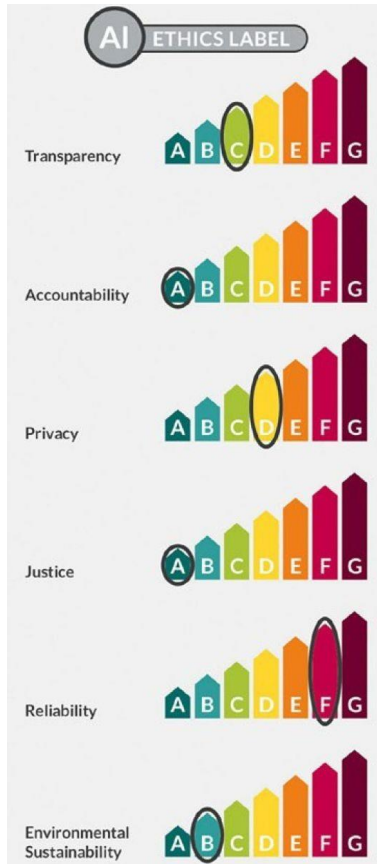 AI ETHICS LABEL
Transparency A B C D E F G
Accountability A B C D E F G
Privacy A B C D E F G
Justice A B C D E F G
Reliability A B C D E F G
Environmental
Sustainability A B C D E F G